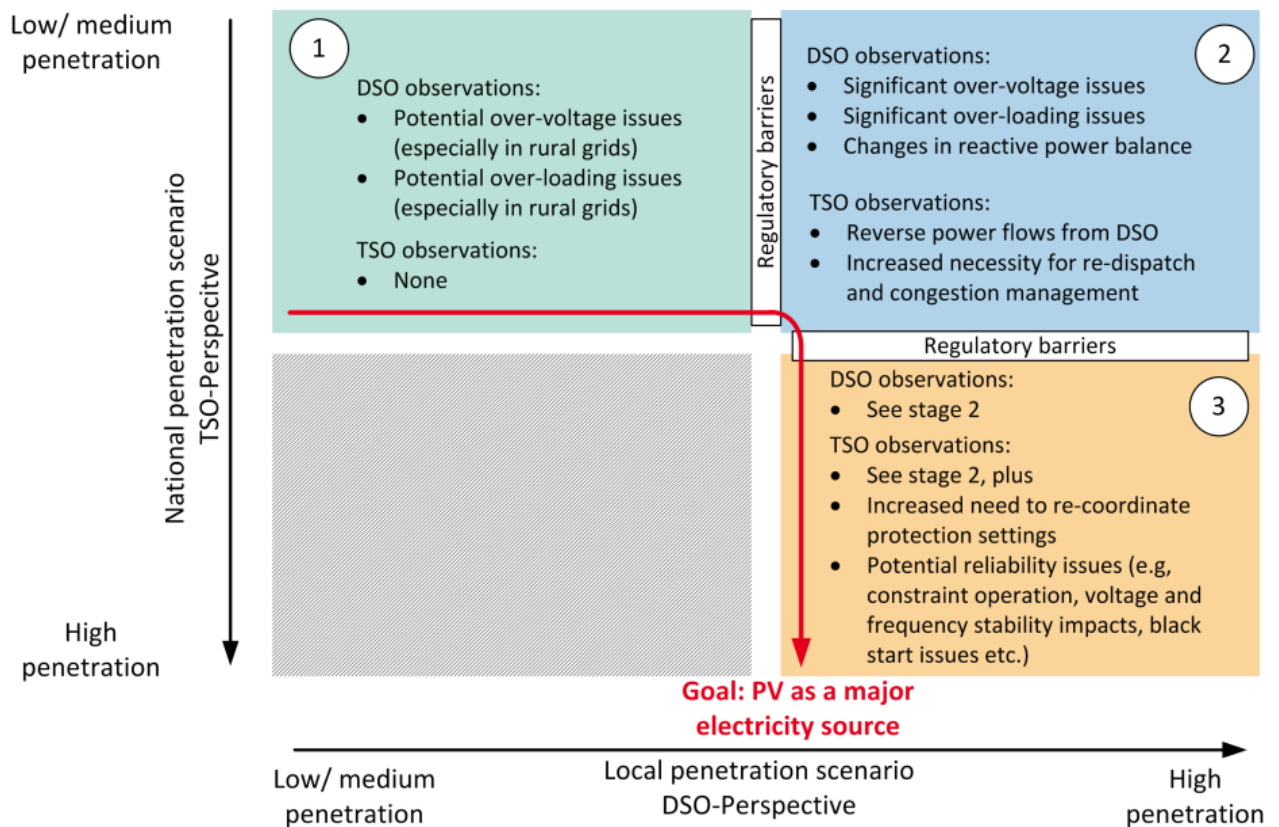 Low/ medium
penetration
National penetration scenario
TSO-Perspecitve
High
penetration
1
DSO observations:
• Potential over-voltage issues
(especially in rural grids)
• Potential over-loading issues
(especially in rural grids)
TSO observations:
• None
Regulatory barriers
2
DSO observations:
• Significant over-voltage issues
• Significant over-loading issues
• Changes in reactive power balance
TSO observations:
• Reverse power flows from DSO
• Increased necessity for re-dispatch
and congestion management
Regulatory barriers
3
DSO observations:
• See stage 2
TSO observations:
• See stage 2, plus
• Increased need to re-coordinate
protection settings
• Potential reliability issues (e.g,
constraint operation, voltage and
frequency stability impacts, black
start issues etc.)
Goal: PV as a major
electricity source
Low/ medium
penetration
Local penetration scenario
DSO-Perspective
High
penetration